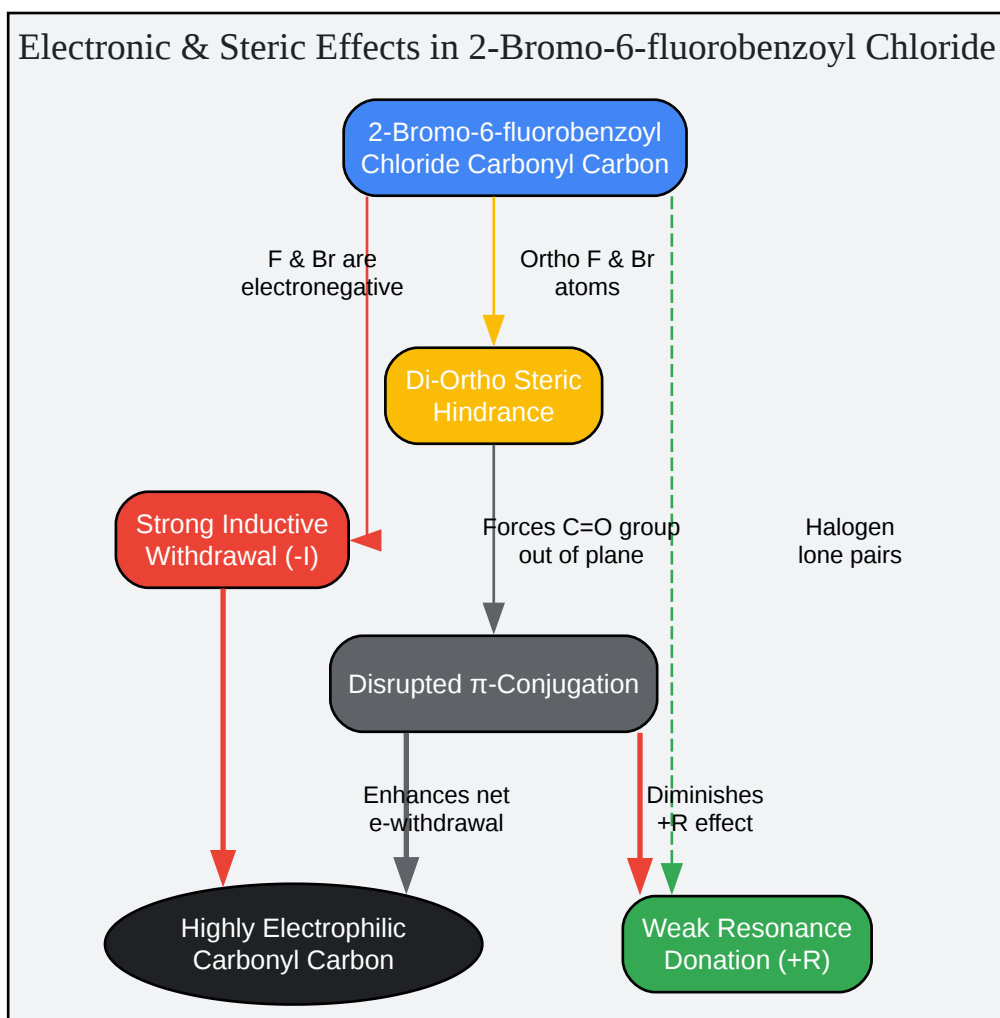 Electronic & Steric Effects in 2-Bromo-6-fluorobenzoyl Chloride
2-Bromo-6-fluorobenzoyl
Chloride Carbonyl Carbon
F & Br are
electronegative
Ortho F & Br
atoms
Di-Ortho Steric
Hindrance
Strong Inductive
Withdrawal (-I)
Forces C=O group
out of plane
Halogen
lone pairs
Disrupted π-Conjugation
Enhances net
e-withdrawal
Diminishes
+R effect
Highly Electrophilic
Carbonyl Carbon
Weak Resonance
Donation (+R)